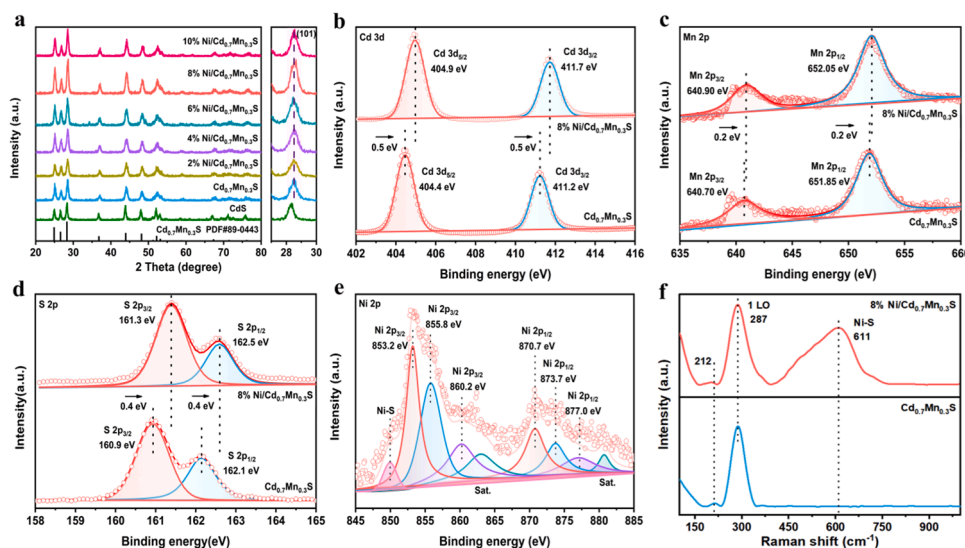 a
Intensity (a.u.)
10% Ni/Cd0.7Mn0.3S
8% Ni/Cd0.7Mn0.3S
6% Ni/Cd0.7Mn0.3S
4% Ni/Cd0.7Mn0.3S
2% Ni/Cd0.7Mn0.3S
Cd0.7Mn0.3S
CdS
Cd0.7Mn0.3S PDF#89-0443
(101)
20 30 40 50 60 70 80 28 30
2 Theta (degree)
b
Intensity (a.u.)
Cd 3d
Cd 3d5/2
404.9 eV
Cd 3d3/2
411.7 eV
8% Ni/Cd0.7Mn0.3S
0.5 eV
0.5 eV
Cd 3d5/2
404.4 eV
Cd 3d3/2
411.2 eV
Cd0.7Mn0.3S
402 404 406 408 410 412 414 416
Binding energy (eV)
c
Intensity (a.u.)
Mn 2p
Mn 2p3/2
640.90 eV
Mn 2p1/2
652.05 eV
8% Ni/Cd0.7Mn0.3S
0.2 eV
0.2 eV
Mn 2p3/2
640.70 eV
Mn 2p1/2
651.85 eV
Cd0.7Mn0.3S
635 640 645 650 655 660
Binding energy (eV)
d
Intensity(a.u.)
S 2p
S 2p3/2
161.3 eV
S 2p1/2
162.5 eV
8% Ni/Cd0.7Mn0.3S
0.4 eV
0.4 eV
S 2p3/2
160.9 eV
S 2p1/2
162.1 eV
Cd0.7Mn0.3S
158 159 160 161 162 163 164 165
Binding energy(eV)
e
Intensity(a.u.)
Ni 2p
Ni 2p3/2
853.2 eV
Ni 2p3/2
855.8 eV
Ni 2p3/2
860.2 eV
Ni 2p1/2
870.7 eV
Ni 2p1/2
873.7 eV
Ni 2p1/2
877.0 eV
Ni-S
Sat.
Sat.
845 850 855 860 865 870 875 880 885
Binding energy (eV)
f
Intensity (a.u.)
1 LO
287
8% Ni/Cd0.7Mn0.3S
Ni-S
611
212
Cd0.7Mn0.3S
300 450 600 750 900
Raman shift (cm-1)